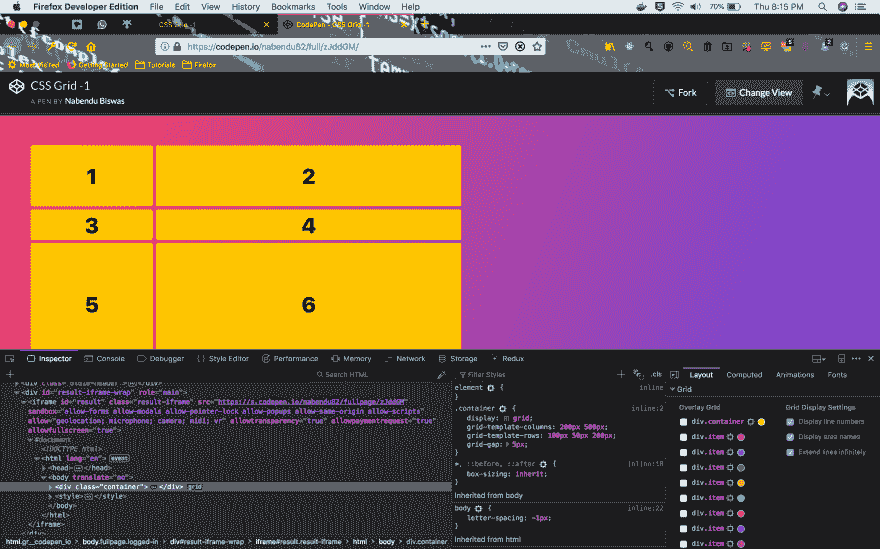 Firefox Developer Edition File Edit View History Bookmarks Tools Window Help 70% Thu 8:15 PM
CodePen - CSS Grid -1
https://codepen.io/nabendu82/full/zJddGM/
Most Visited Getting Started Tutorials Firefox
CSS Grid -1
A PEN BY Nabendu Biswas
Fork Change View
1 2
3 4
5 6
Inspector Console Debugger Style Editor Performance Memory Network Storage Redux
Search HTML
<div id="result-iframe-wrap" role="main">
<iframe id="result" class="result-iframe" src="https://s.codepen.io/nabendu82/fullpage/zJddGM"
sandbox="allow-forms allow-modals allow-pointer-lock allow-popups allow-same-origin allow-scripts"
allow="geolocation; microphone; camera; midi; vr" allowtransparency="true" allowpaymentrequest="true"
allowfullscreen="true">
#document
<!DOCTYPE html>
<html lang="en"> event
<head> </head>
<body translate="no">
<div class="container"> </div> grid
<style> </style>
</body>
</html>
</iframe>
html.gr__codepen_io body.fullpage.logged-in div#result-iframe-wrap iframe#result.result-iframe html body div.container
Filter Styles .cls
element { inline
}
.container { inline:2
display: grid;
grid-template-columns: 200px 500px;
grid-template-rows: 100px 50px 200px;
grid-gap: 5px;
}
*, ::before, ::after { inline:18
box-sizing: inherit;
}
Inherited from body
body { inline:22
letter-spacing: -1px;
}
Inherited from html
Layout Computed Animations Fonts
Grid
Overlay Grid Grid Display Settings
div.container Display line numbers
div.item Display area names
div.item Extend lines infinitely
div.item
div.item
div.item
div.item
div.item
div.item